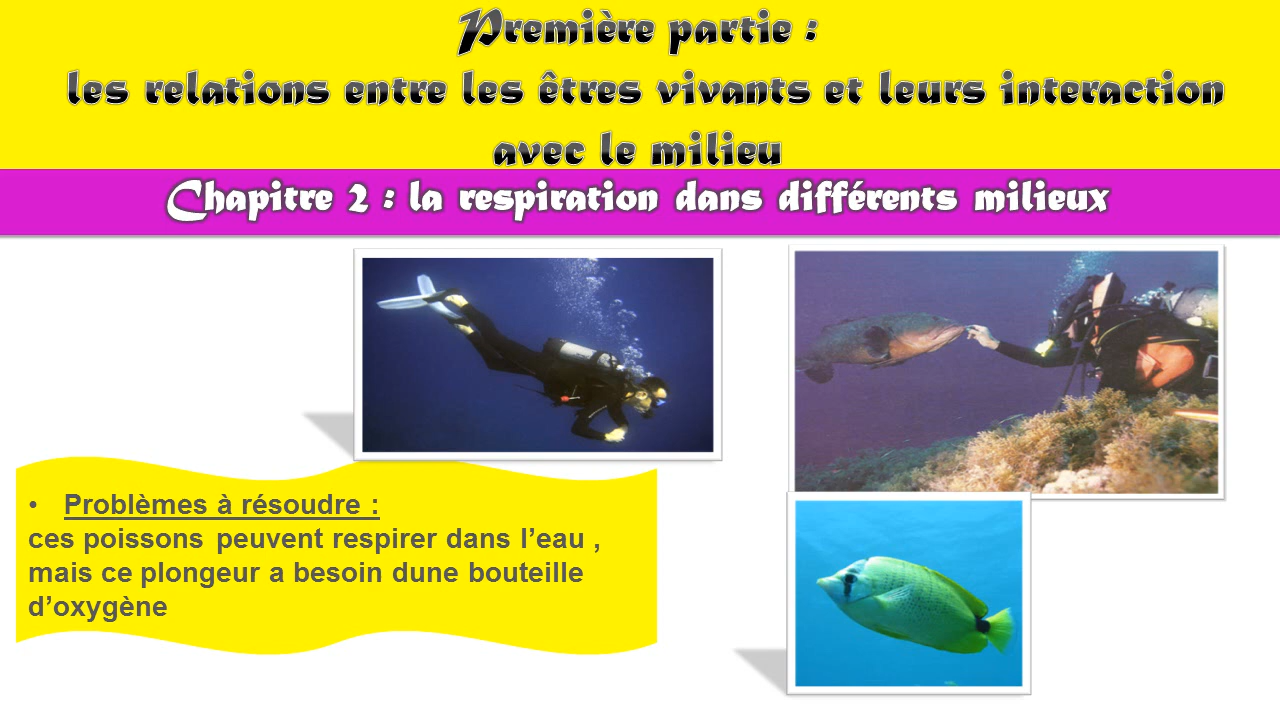 Première partie :
les relations entre les êtres vivants et leurs interaction
avec le milieu
Chapitre 2 : la respiration dans différents milieux
• Problèmes à résoudre :
ces poissons peuvent respirer dans l’eau ,
mais ce plongeur a besoin dune bouteille
d’oxygène